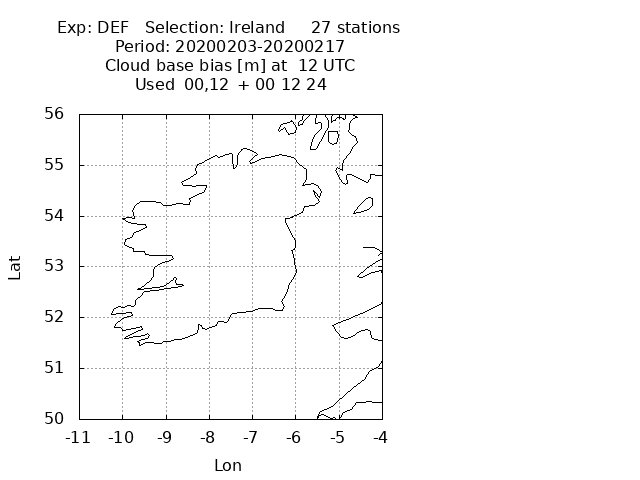 Exp: DEF   Selection: Ireland     27 stations
Period: 20200203-20200217
Cloud base bias [m] at  12 UTC
Used  00,12  + 00 12 24
56
55
54
53
52
51
50
Lat
-11 -10 -9 -8 -7 -6 -5 -4
Lon